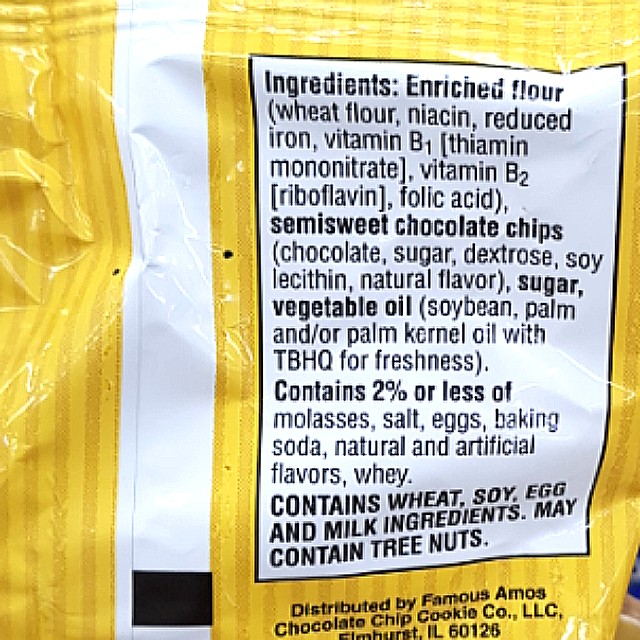 Ingredients: Enriched flour
(wheat flour, niacin, reduced
iron, vitamin B1 [thiamin
mononitrate], vitamin B2
[riboflavin], folic acid),
semisweet chocolate chips
(chocolate, sugar, dextrose, soy
lecithin, natural flavor), sugar,
vegetable oil (soybean, palm
and/or palm kernel oil with
TBHQ for freshness).
Contains 2% or less of
molasses, salt, eggs, baking
soda, natural and artificial
flavors, whey.
CONTAINS WHEAT, SOY, EGG
AND MILK INGREDIENTS. MAY
CONTAIN TREE NUTS.
Distributed by Famous Amos
Chocolate Chip Cookie Co., LLC,
Elmhurst, IL 60126